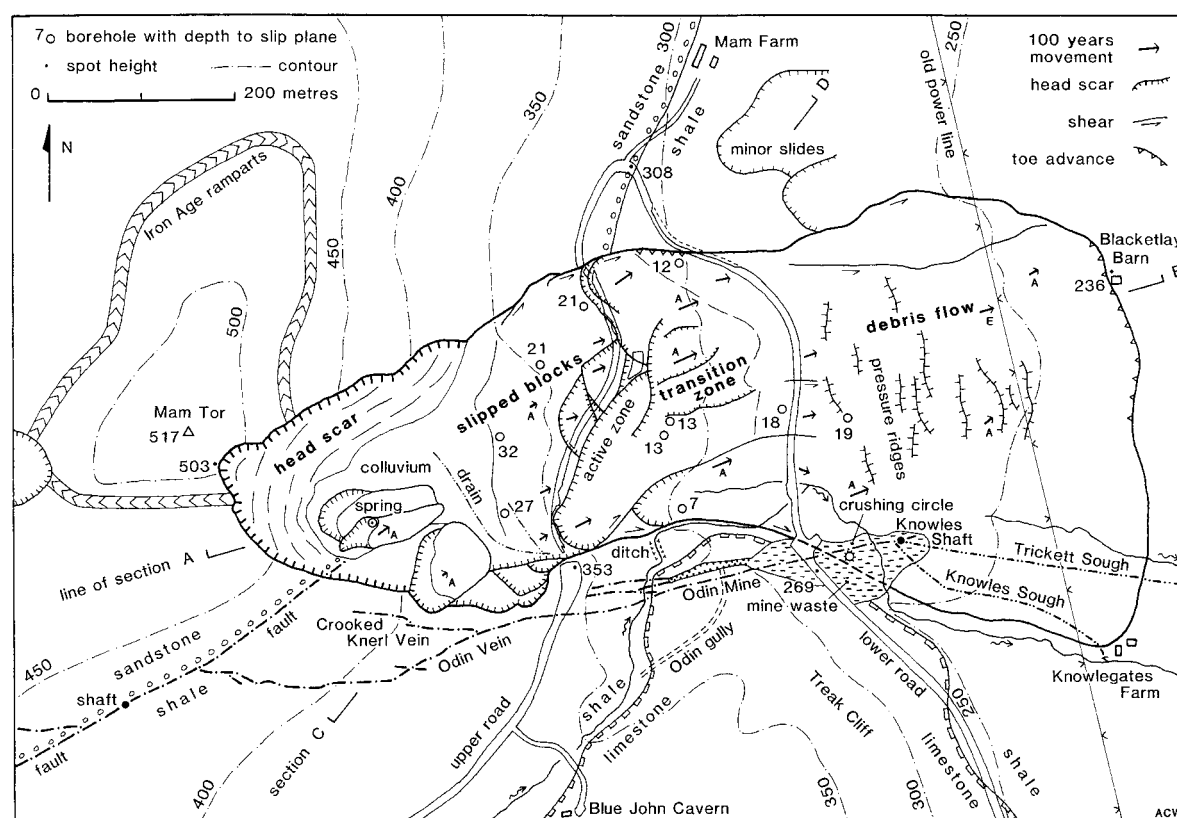 7 borehole with depth to slip plane
spot height
contour
0
200 metres
N
100 years
movement
head scar
shear
toe advance
300
250
350
400
450
500
Mam Farm
old power line
sandstone
shale
D
minor slides
308
Iron Age ramparts
Blacketlay
Barn
236
B
12
21
A
debris flow
E
A
21
slipped blocks
A
transition
zone
A
pressure ridges
Mam Tor
517
503
head scar
32
active zone
13
13
18
19
A
colluvium
drain
spring
A
27
A
7
A
crushing circle
Knowles
Shaft
line of section A
A
ditch
353
Odin Mine
269
mine waste
Trickett Sough
Knowles Sough
Crooked
Knerl Vein
Odin Vein
Odin gully
lower road
Knowlegates
Farm
450
sandstone
fault
shaft
shale
fault
section C
upper road
shale
limestone
Treak Cliff
250
limestone
shale
400
350
300
Blue John Cavern
ACW